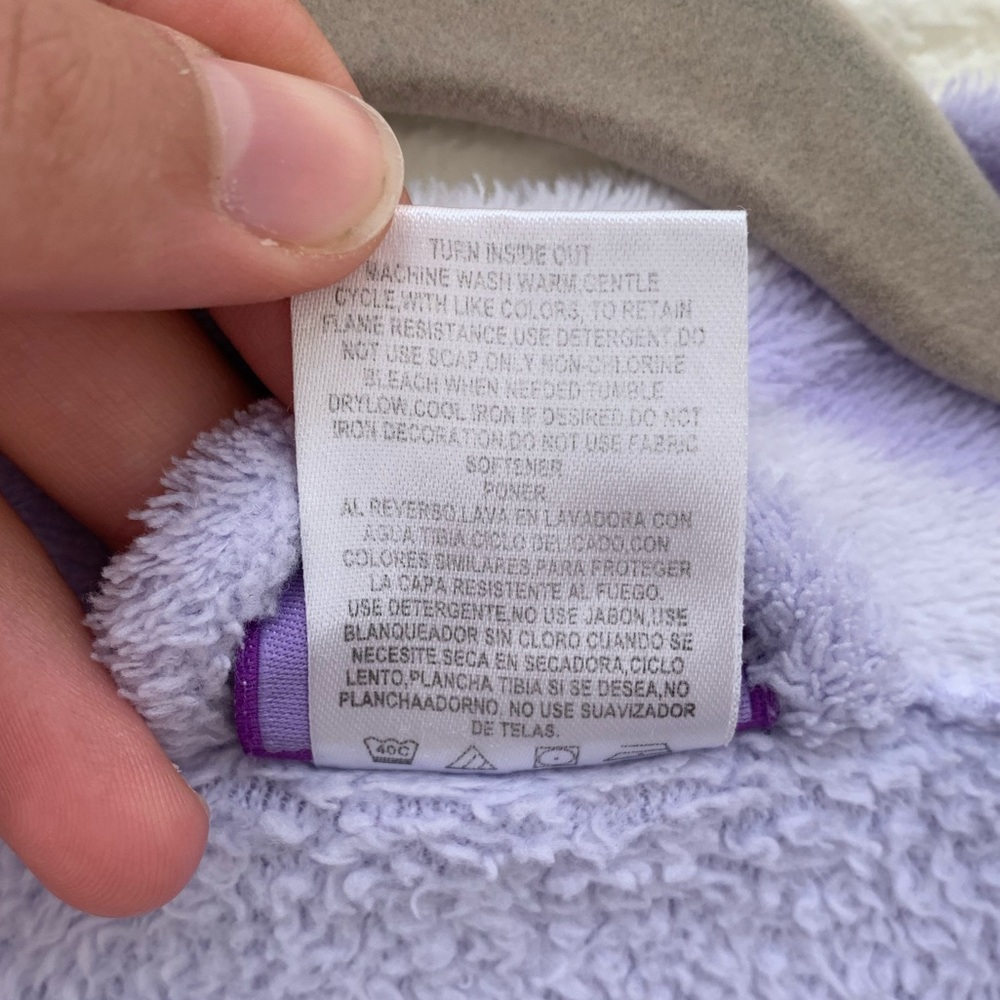 TURN INSIDE OUT
MACHINE WASH WARM,GENTLE
CYCLE,WITH LIKE COLORS, TO RETAIN
FLAME RESISTANCE,USE DETERGENT.DO
NOT USE SOAP.ONLY NON-CHLORINE
BLEACH WHEN NEEDED TUMBLE
DRYLOW,COOL IRON IF DESIRED.DO NOT
IRON DECORATION.DO NOT USE FABRIC
SOFTENER
PONER
AL REVERSO.LAVA EN LAVADORA CON
AGUA TIBIA,CICLO DELICADO,CON
COLORES SIMILARES.PARA PROTEGER
LA CAPA RESISTENTE AL FUEGO,
USE DETERGENTE,NO USE JABON,USE
BLANQUEADOR SIN CLORO CUANDO SE
NECESITE.SECA EN SECADORA,CICLO
LENTO.PLANCHA TIBIA SI SE DESEA,NO
PLANCHAADORNO. NO USE SUAVIZADOR
DE TELAS.
40C